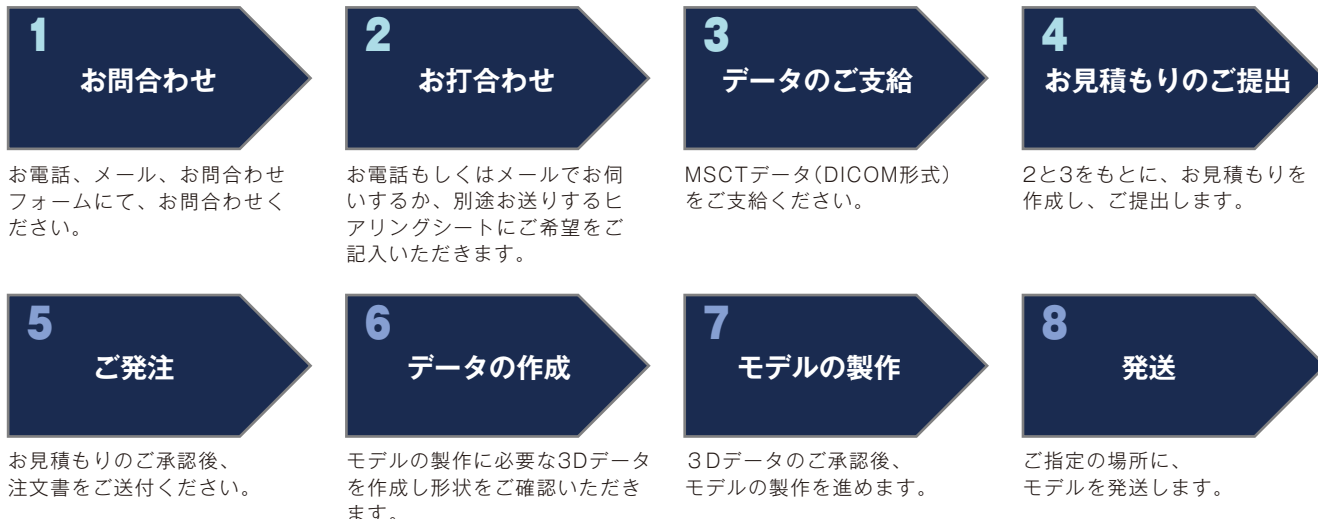 1
お問合わせ
お電話、メール、お問合わせ
フォームにて、お問合わせく
ださい。
2
お打合わせ
お電話もしくはメールでお伺
いするか、別途お送りするヒ
アリングシートにご希望をご
記入いただきます。
3
データのご支給
MSCTデータ(DICOM形式)
をご支給ください。
4
お見積もりのご提出
2と3をもとに、お見積もりを
作成し、ご提出します。
5
ご発注
お見積もりのご承認後、
注文書をご送付ください。
6
データの作成
モデルの製作に必要な3Dデータ
を作成し形状をご確認いただき
ます。
7
モデルの製作
３Dデータのご承認後、
モデルの製作を進めます。
8
発送
ご指定の場所に、
モデルを発送します。